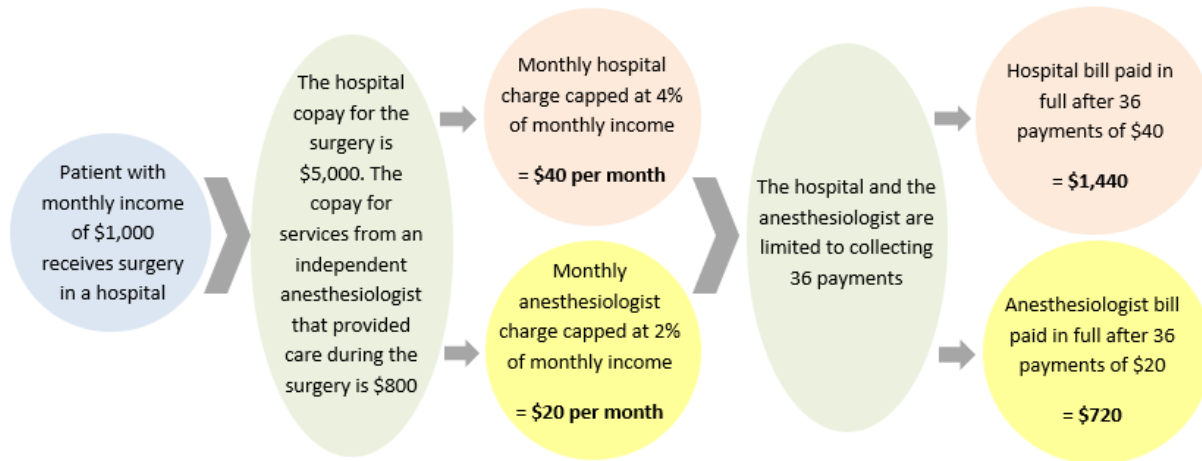 Patient with
monthly income
of $1,000
receives surgery
in a hospital
The hospital
copay for the
surgery is
$5,000. The
copay for
services from an
independent
anesthesiologist
that provided
care during the
surgery is $800
Monthly hospital
charge capped at 4%
of monthly income
= $40 per month
Monthly
anesthesiologist
charge capped at 2%
of monthly income
= $20 per month
The hospital and the
anesthesiologist are
limited to collecting
36 payments
Hospital bill paid in
full after 36
payments of $40
= $1,440
Anesthesiologist bill
paid in full after 36
payments of $20
= $720